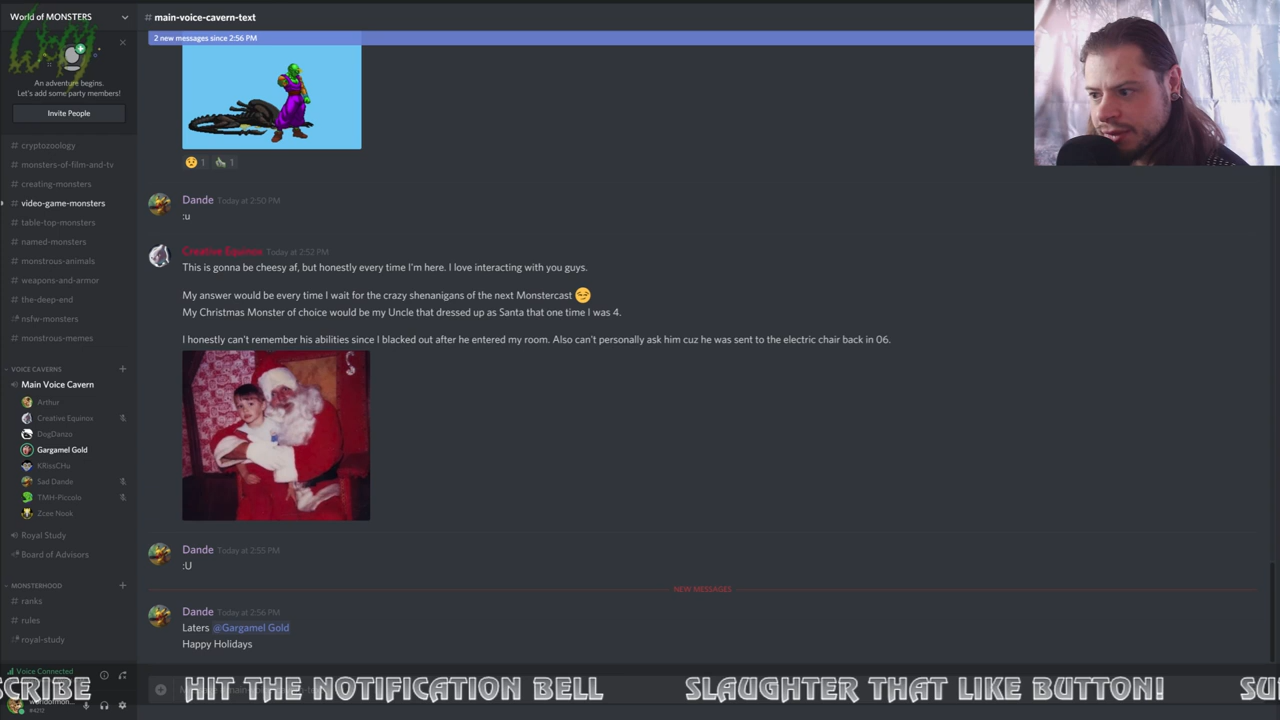 World of MONSTERS
# main-voice-cavern-text
2 new messages since 2:56 PM
An adventure begins.
Let's add some party members!
Invite People
# cryptozoology
# monsters-of-film-and-tv
# creating-monsters
# video-game-monsters
# table-top-monsters
# named-monsters
# monstrous-animals
# weapons-and-armor
# the-deep-end
nsfw-monsters
# monstrous-memes
VOICE CAVERNS
Main Voice Cavern
Arthur
Creative Equinox
DogDanzo
Gargamel Gold
KRissCHu
Sad Dande
TMH-Piccolo
Zcee Nook
Royal Study
Board of Advisors
MONSTERHOOD
# ranks
# rules
royal-study
Voice Connected
#4212
1 1
Dande Today at 2:50 PM
:u
Creative Equinox Today at 2:52 PM
This is gonna be cheesy af, but honestly every time I'm here. I love interacting with you guys.
My answer would be every time I wait for the crazy shenanigans of the next Monstercast
My Christmas Monster of choice would be my Uncle that dressed up as Santa that one time I was 4.
I honestly can't remember his abilities since I blacked out after he entered my room. Also can't personally ask him cuz he was sent to the electric chair back in 06.
Dande Today at 2:55 PM
:U
NEW MESSAGES
Dande Today at 2:56 PM
Laters @Gargamel Gold
Happy Holidays
SCRIBE HIT THE NOTIFICATION BELL SLAUGHTER THAT LIKE BUTTON! SU